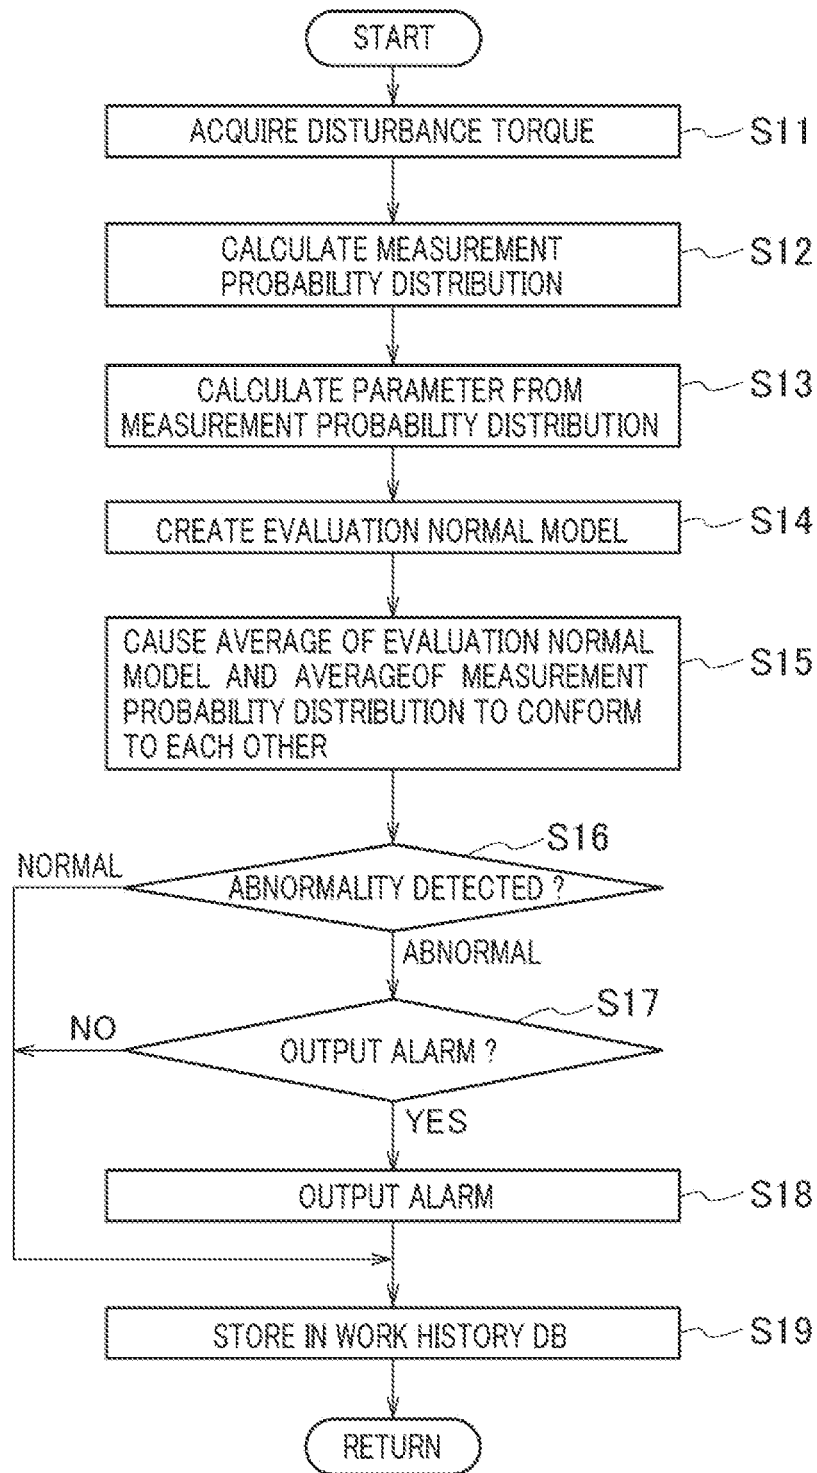 START
ACQUIRE DISTURBANCE TORQUE
S11
CALCULATE MEASUREMENT
PROBABILITY DISTRIBUTION
S12
CALCULATE PARAMETER FROM
MEASUREMENT PROBABILITY DISTRIBUTION
S13
CREATE EVALUATION NORMAL MODEL
S14
CAUSE AVERAGE OF EVALUATION NORMAL
MODEL AND AVERAGEOF MEASUREMENT
PROBABILITY DISTRIBUTION TO CONFORM
TO EACH OTHER
S15
S16
NORMAL
ABNORMALITY DETECTED ?
ABNORMAL
S17
NO
OUTPUT ALARM ?
YES
OUTPUT ALARM
S18
STORE IN WORK HISTORY DB
S19
RETURN